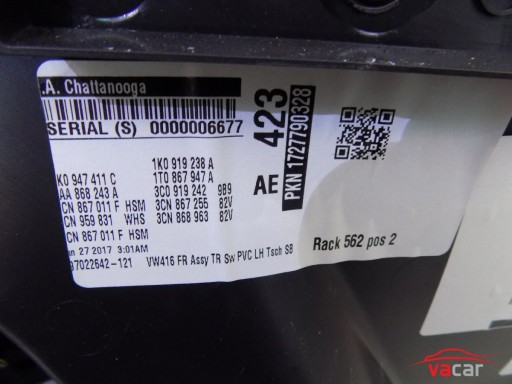 .A. Chattanooga
SERIAL (S) 0000006677
K0 947 411 C
AA 868 243 A
CN 867 011 F HSM
CN 959 831 WHS
CN 867 011 F HSM
1K0 919 238 A
1T0 867 947 A
3C0 919 242 9B9
3CN 867 255 82V
3CN 868 963 82V
27 2017 3:01AM
97022642-121 VW416 FR Assy TR Sw PVC LH Tsch SB
AE 423
PKN 1727790328
Rack 562 pos 2
vacar